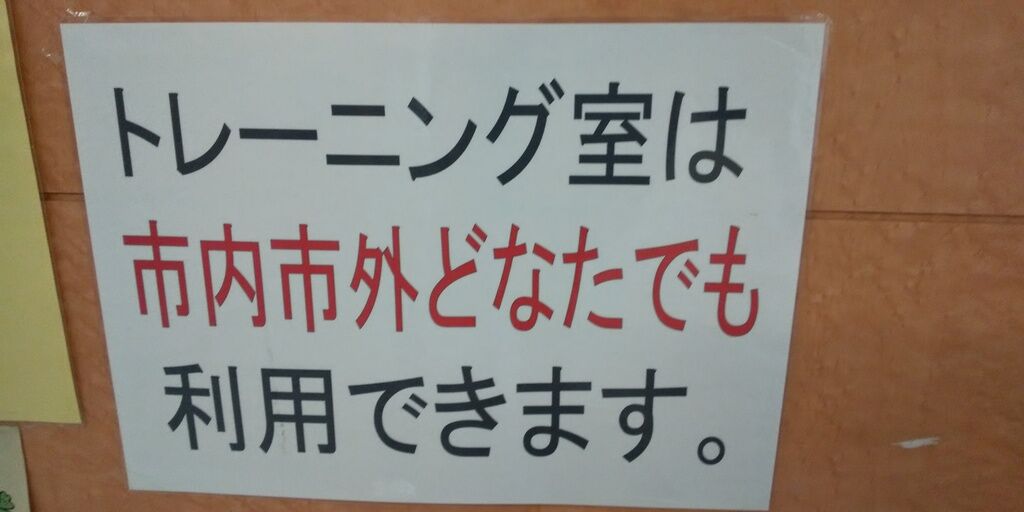 トレーニング室は
市内市外どなたでも
利用できます。